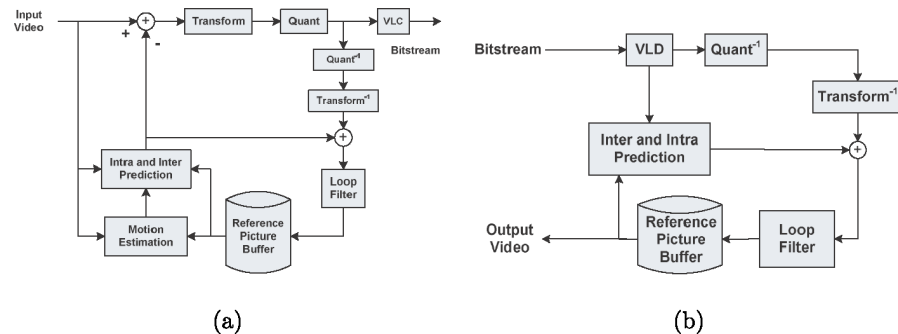 Input
Video
+
+
-
Transform
Quant
VLC
Bitstream
Quant⁻¹
Transform⁻¹
+
Intra and Inter
Prediction
Loop
Filter
Motion
Estimation
Reference
Picture
Buffer
(a)
Bitstream
VLD
Quant⁻¹
Transform⁻¹
Inter and Intra
Prediction
+
Output
Video
Reference
Picture
Buffer
Loop
Filter
(b)